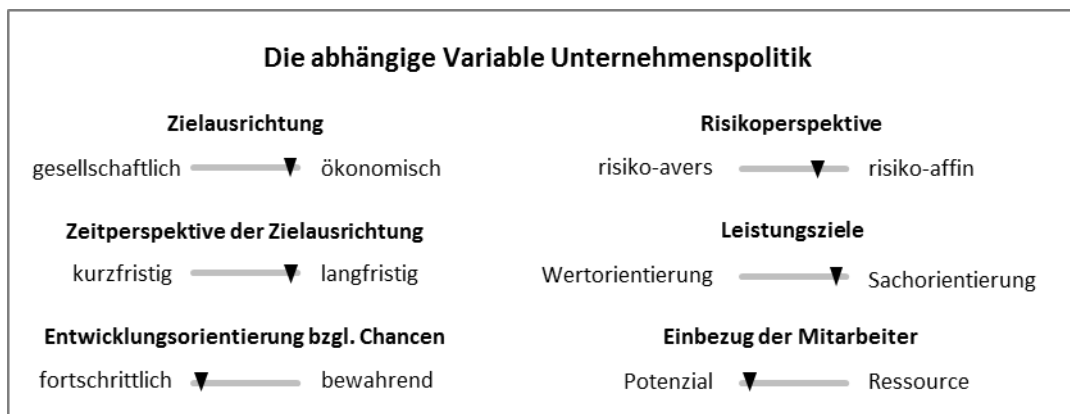 Die abhängige Variable Unternehmenspolitik
Zielausrichtung
gesellschaftlich ökonomisch
Zeitperspektive der Zielausrichtung
kurzfristig langfristig
Entwicklungsorientierung bzgl. Chancen
fortschrittlich bewahrend
Risikoperspektive
risiko-avers risiko-affin
Leistungsziele
Wertorientierung Sachorientierung
Einbezug der Mitarbeiter
Potenzial Ressource